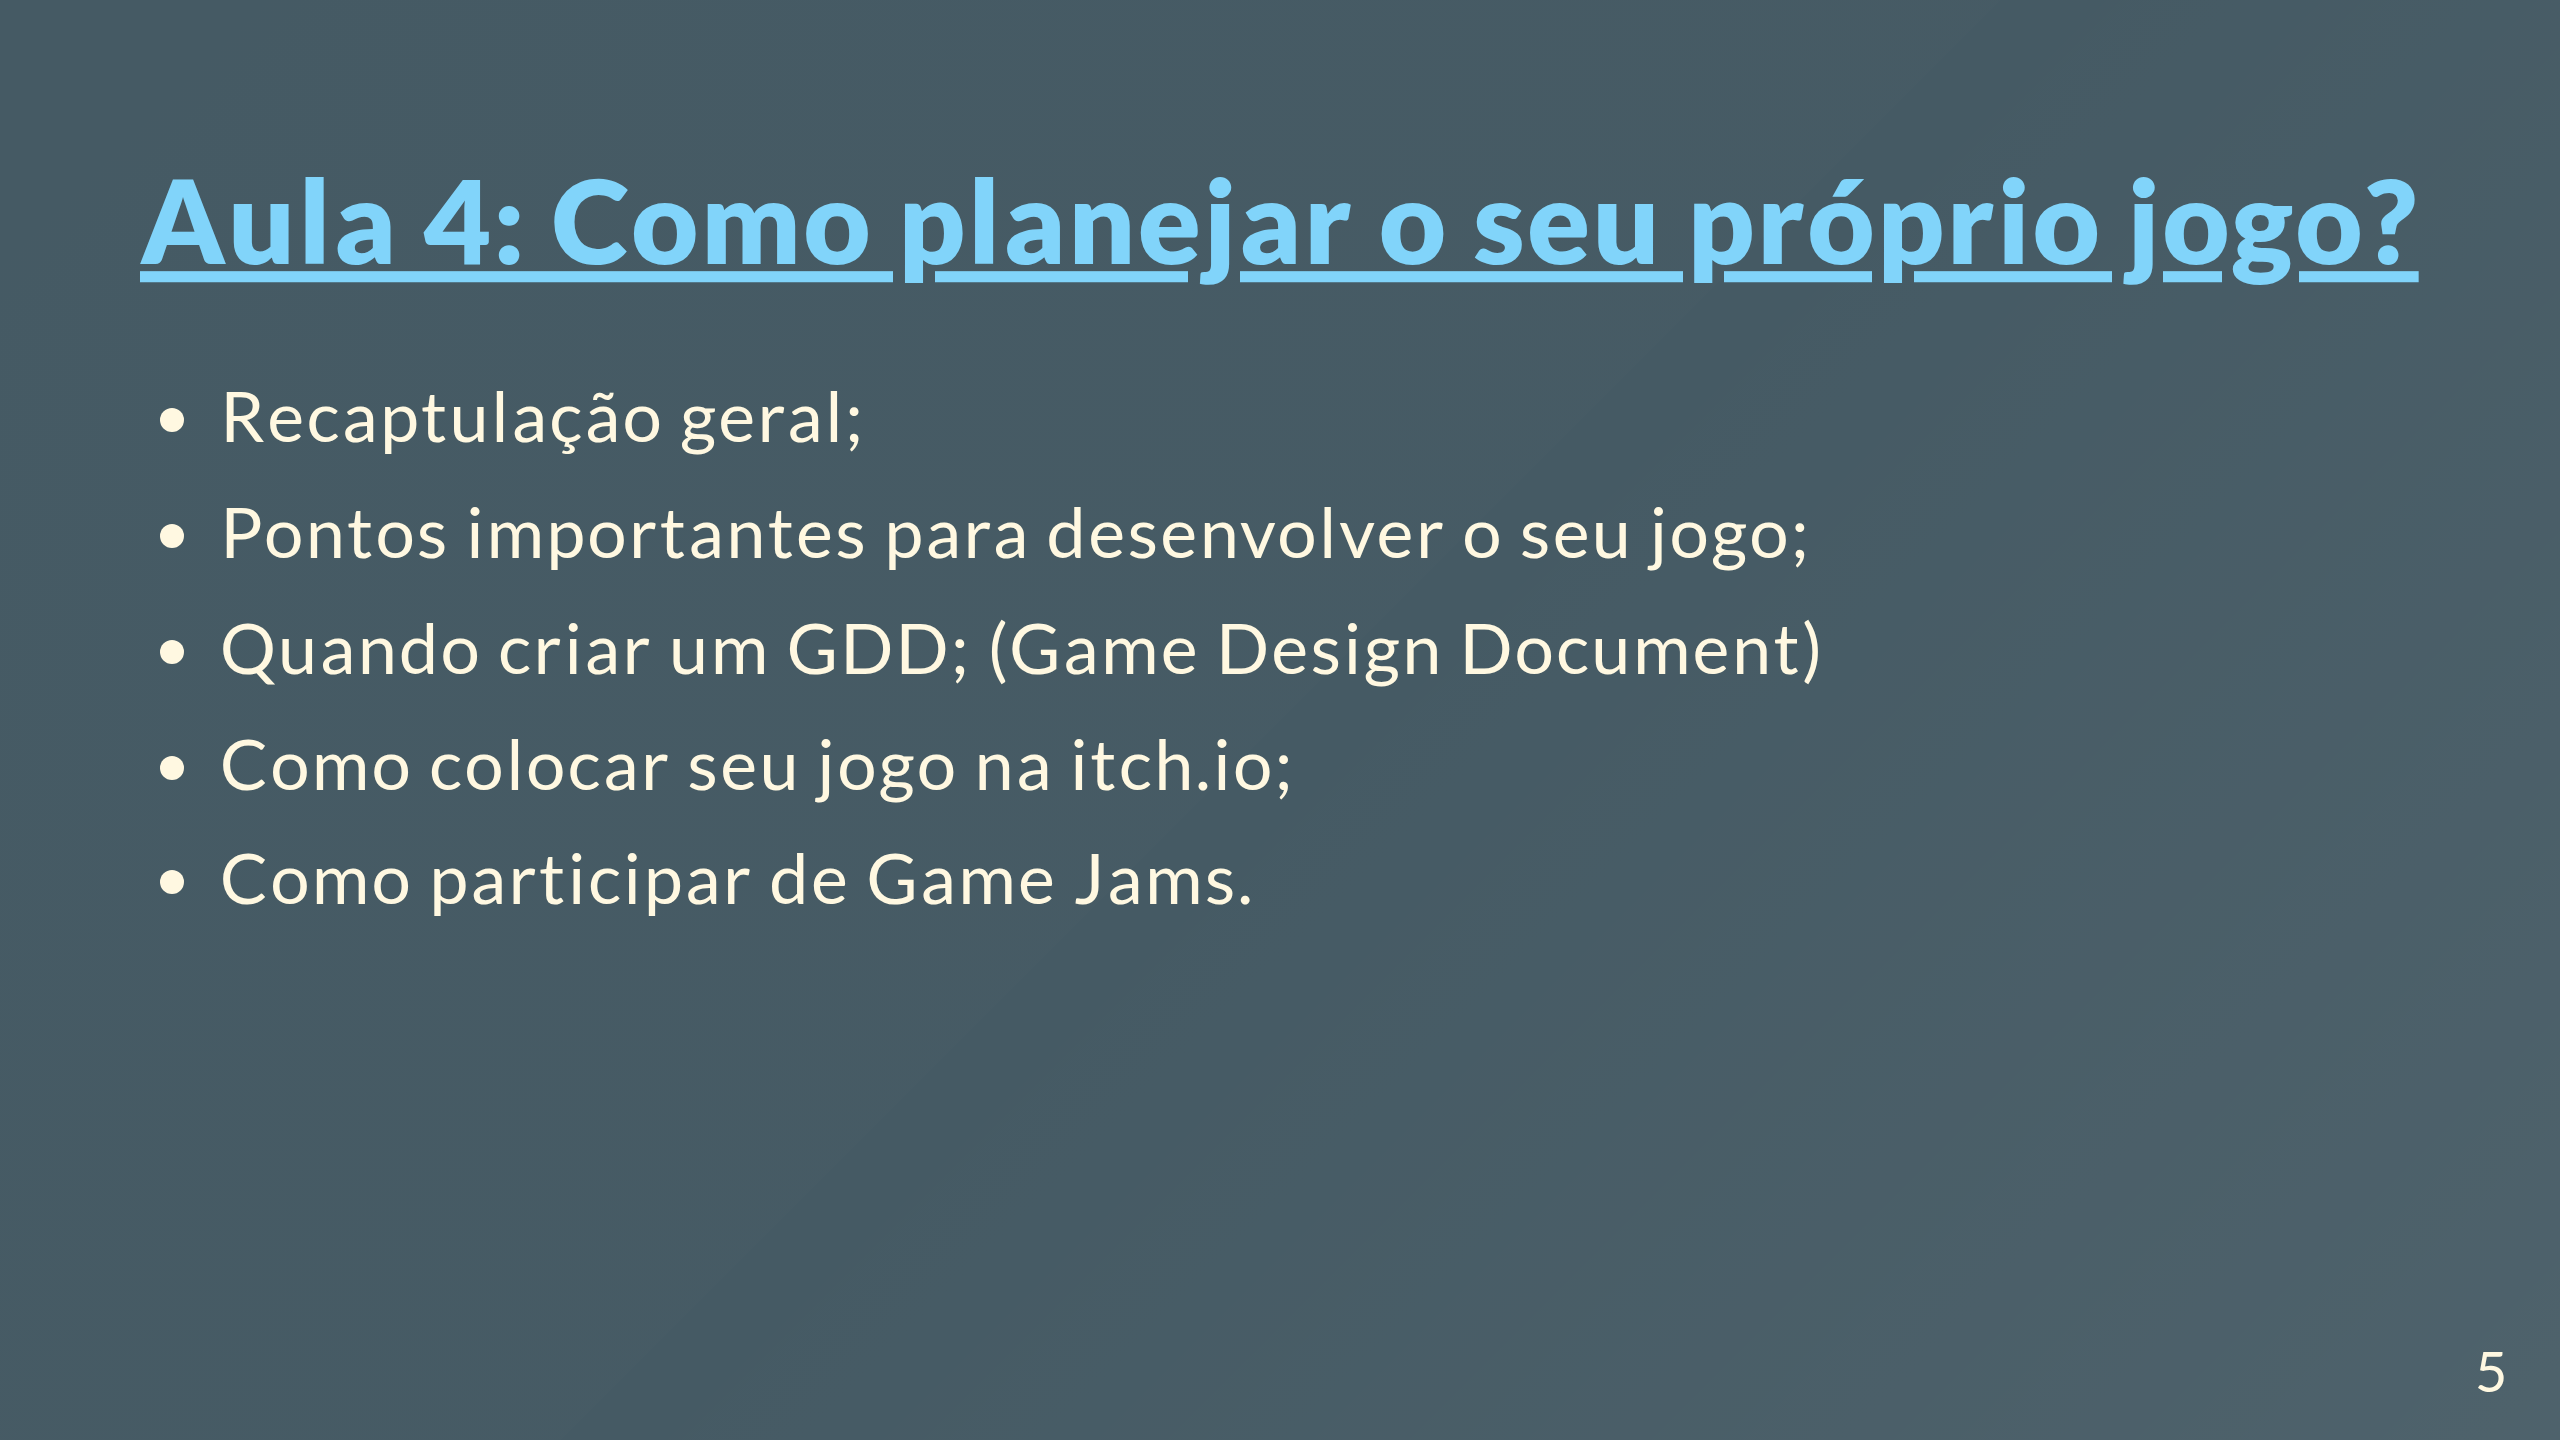 Aula 4: Como planejar o seu próprio jogo?
• Recaptulação geral;
• Pontos importantes para desenvolver o seu jogo;
• Quando criar um GDD; (Game Design Document)
• Como colocar seu jogo na itch.io;
• Como participar de Game Jams.
5